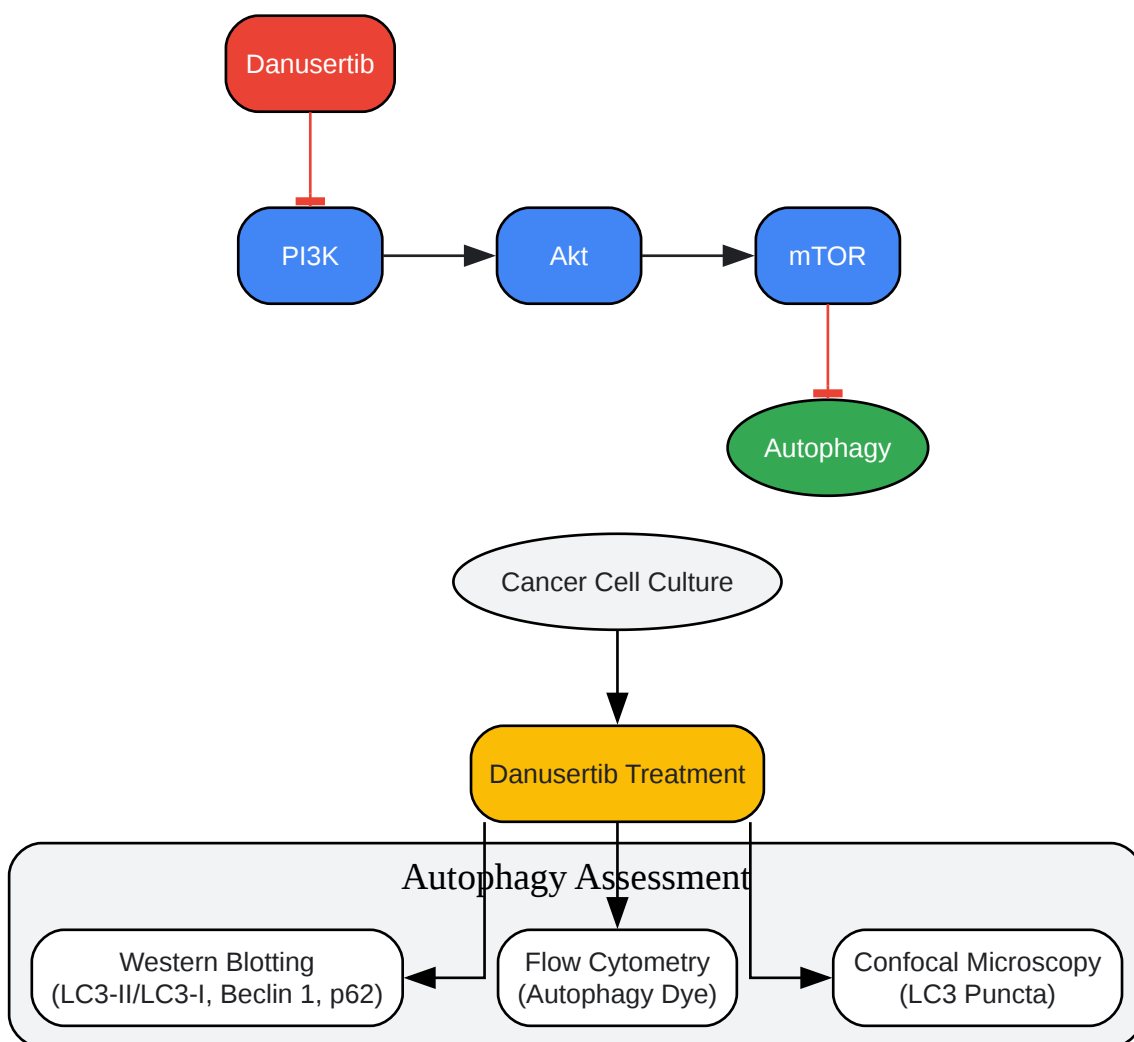 Danusertib
PI3K
Akt
mTOR
Autophagy
Cancer Cell Culture
Danusertib Treatment
Autophagy Assessment
Western Blotting
(LC3-II/LC3-I, Beclin 1, p62)
Flow Cytometry
(Autophagy Dye)
Confocal Microscopy
(LC3 Puncta)